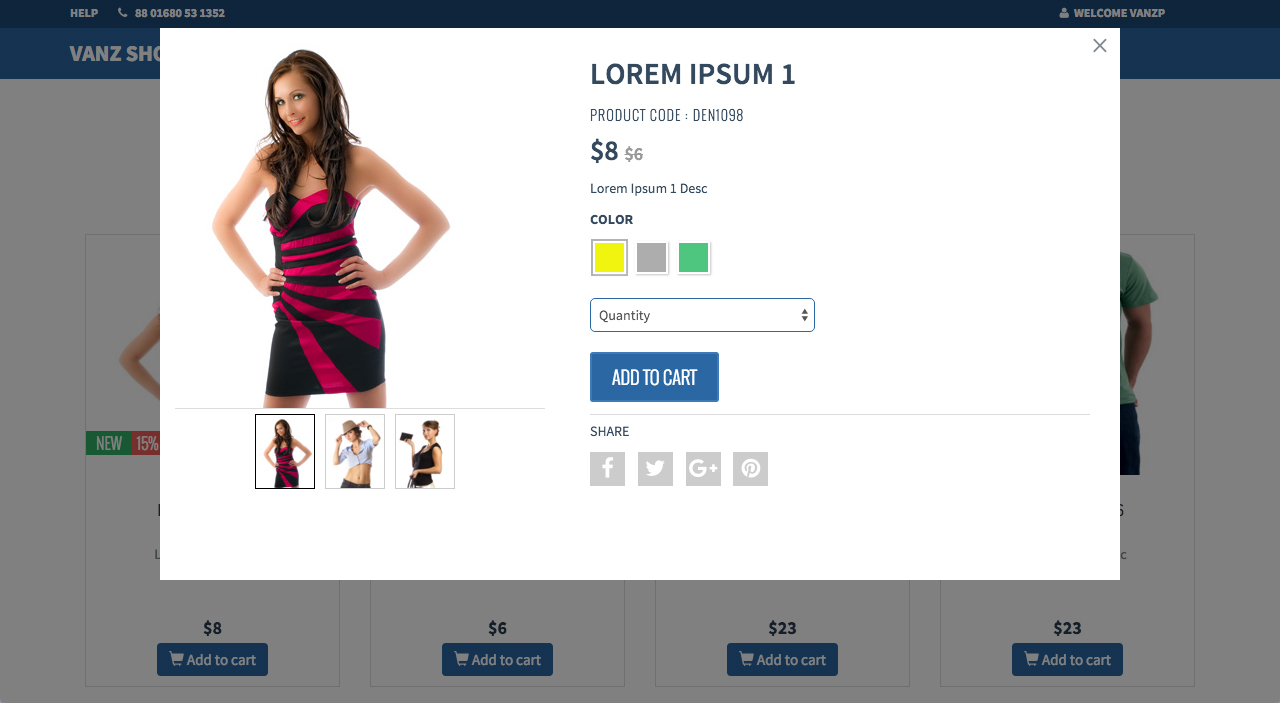 HELP 88 01680 53 1352 WELCOME VANZP
VANZ SHO
LOREM IPSUM 1
PRODUCT CODE : DEN1098
$8 $6
Lorem Ipsum 1 Desc
COLOR
Quantity
ADD TO CART
SHARE
NEW 15%
$8 $6 $23 $23
Add to cart Add to cart Add to cart Add to cart